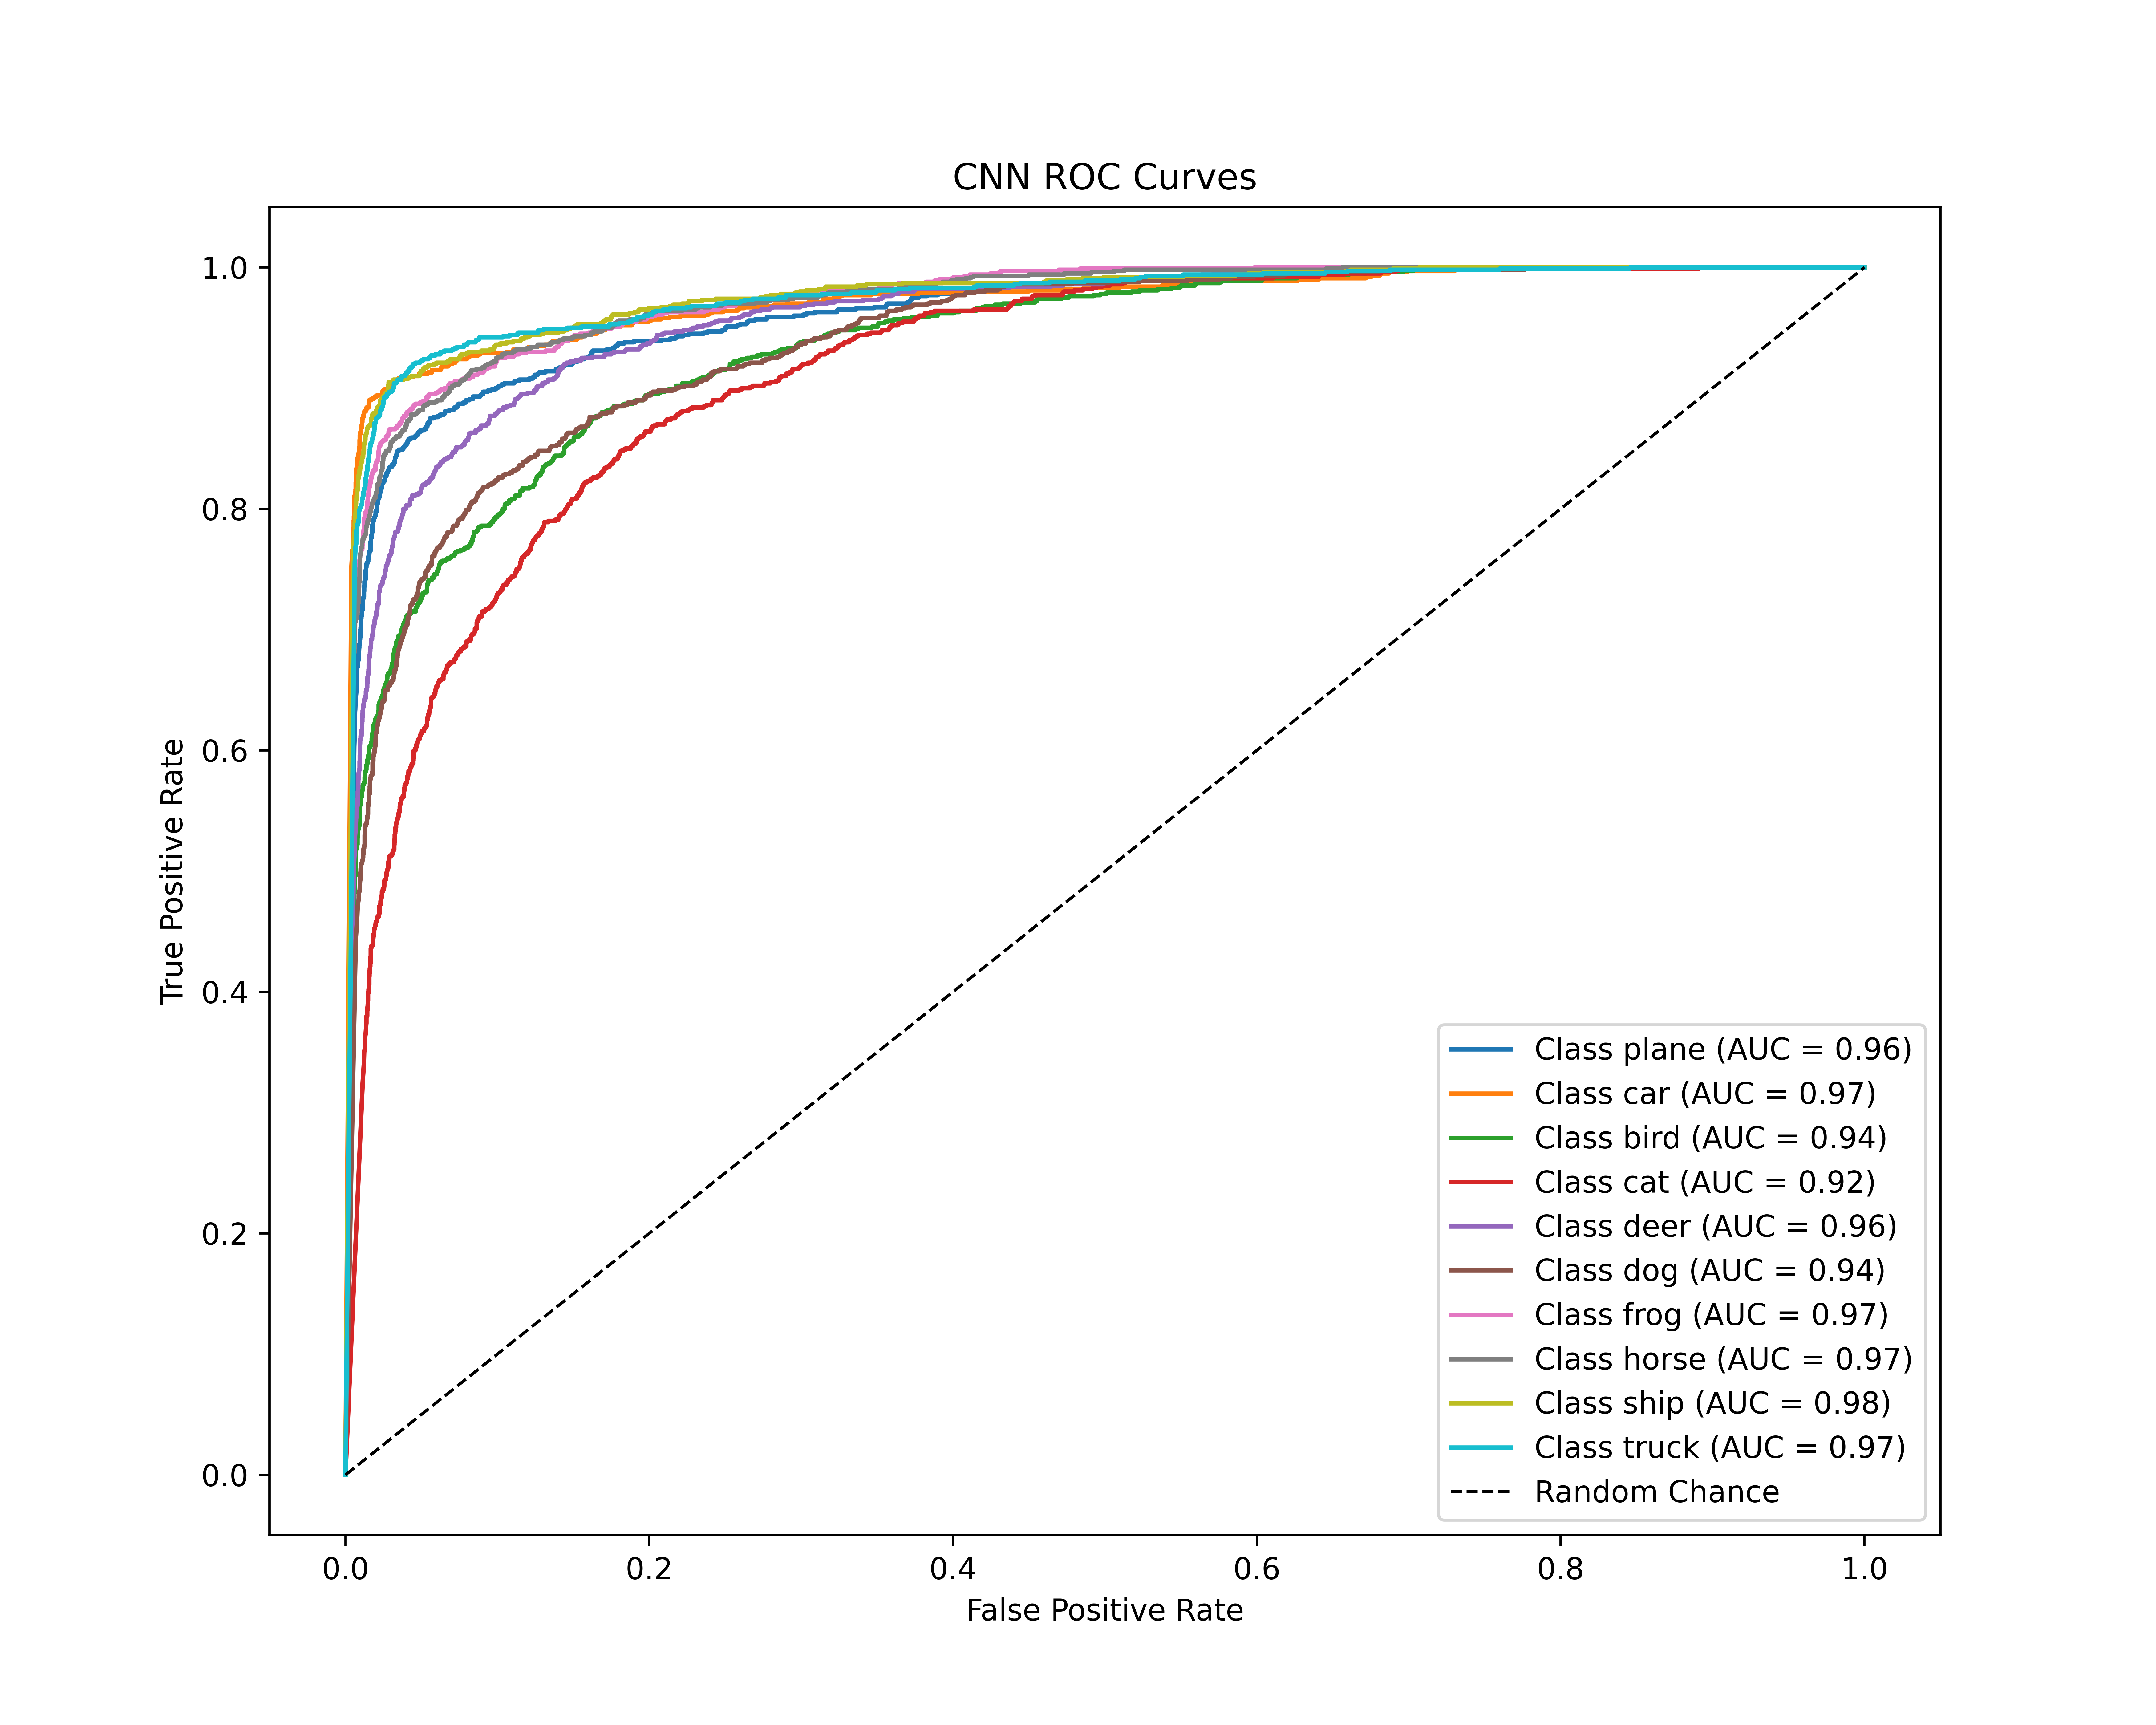 CNN ROC Curves
1.0
0.8
0.6
0.4
0.2
0.0
True Positive Rate
Class plane (AUC = 0.96)
Class car (AUC = 0.97)
Class bird (AUC = 0.94)
Class cat (AUC = 0.92)
Class deer (AUC = 0.96)
Class dog (AUC = 0.94)
Class frog (AUC = 0.97)
Class horse (AUC = 0.97)
Class ship (AUC = 0.98)
Class truck (AUC = 0.97)
Random Chance
0.0 0.2 0.4 0.6 0.8 1.0
False Positive Rate